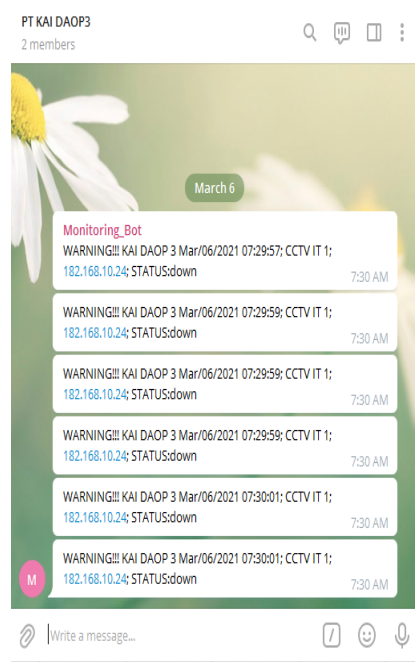 PT KAI DAOP3
2 members
March 6
Monitoring_Bot
WARNING!!! KAI DAOP 3 Mar/06/2021 07:29:57; CCTV IT 1;
182.168.10.24; STATUS:down
7:30 AM
WARNING!!! KAI DAOP 3 Mar/06/2021 07:29:59; CCTV IT 1;
182.168.10.24; STATUS:down
7:30 AM
WARNING!!! KAI DAOP 3 Mar/06/2021 07:29:59; CCTV IT 1;
182.168.10.24; STATUS:down
7:30 AM
WARNING!!! KAI DAOP 3 Mar/06/2021 07:29:59; CCTV IT 1;
182.168.10.24; STATUS:down
7:30 AM
WARNING!!! KAI DAOP 3 Mar/06/2021 07:30:01; CCTV IT 1;
182.168.10.24; STATUS:down
7:30 AM
WARNING!!! KAI DAOP 3 Mar/06/2021 07:30:01; CCTV IT 1;
182.168.10.24; STATUS:down
7:30 AM
M
Write a message...